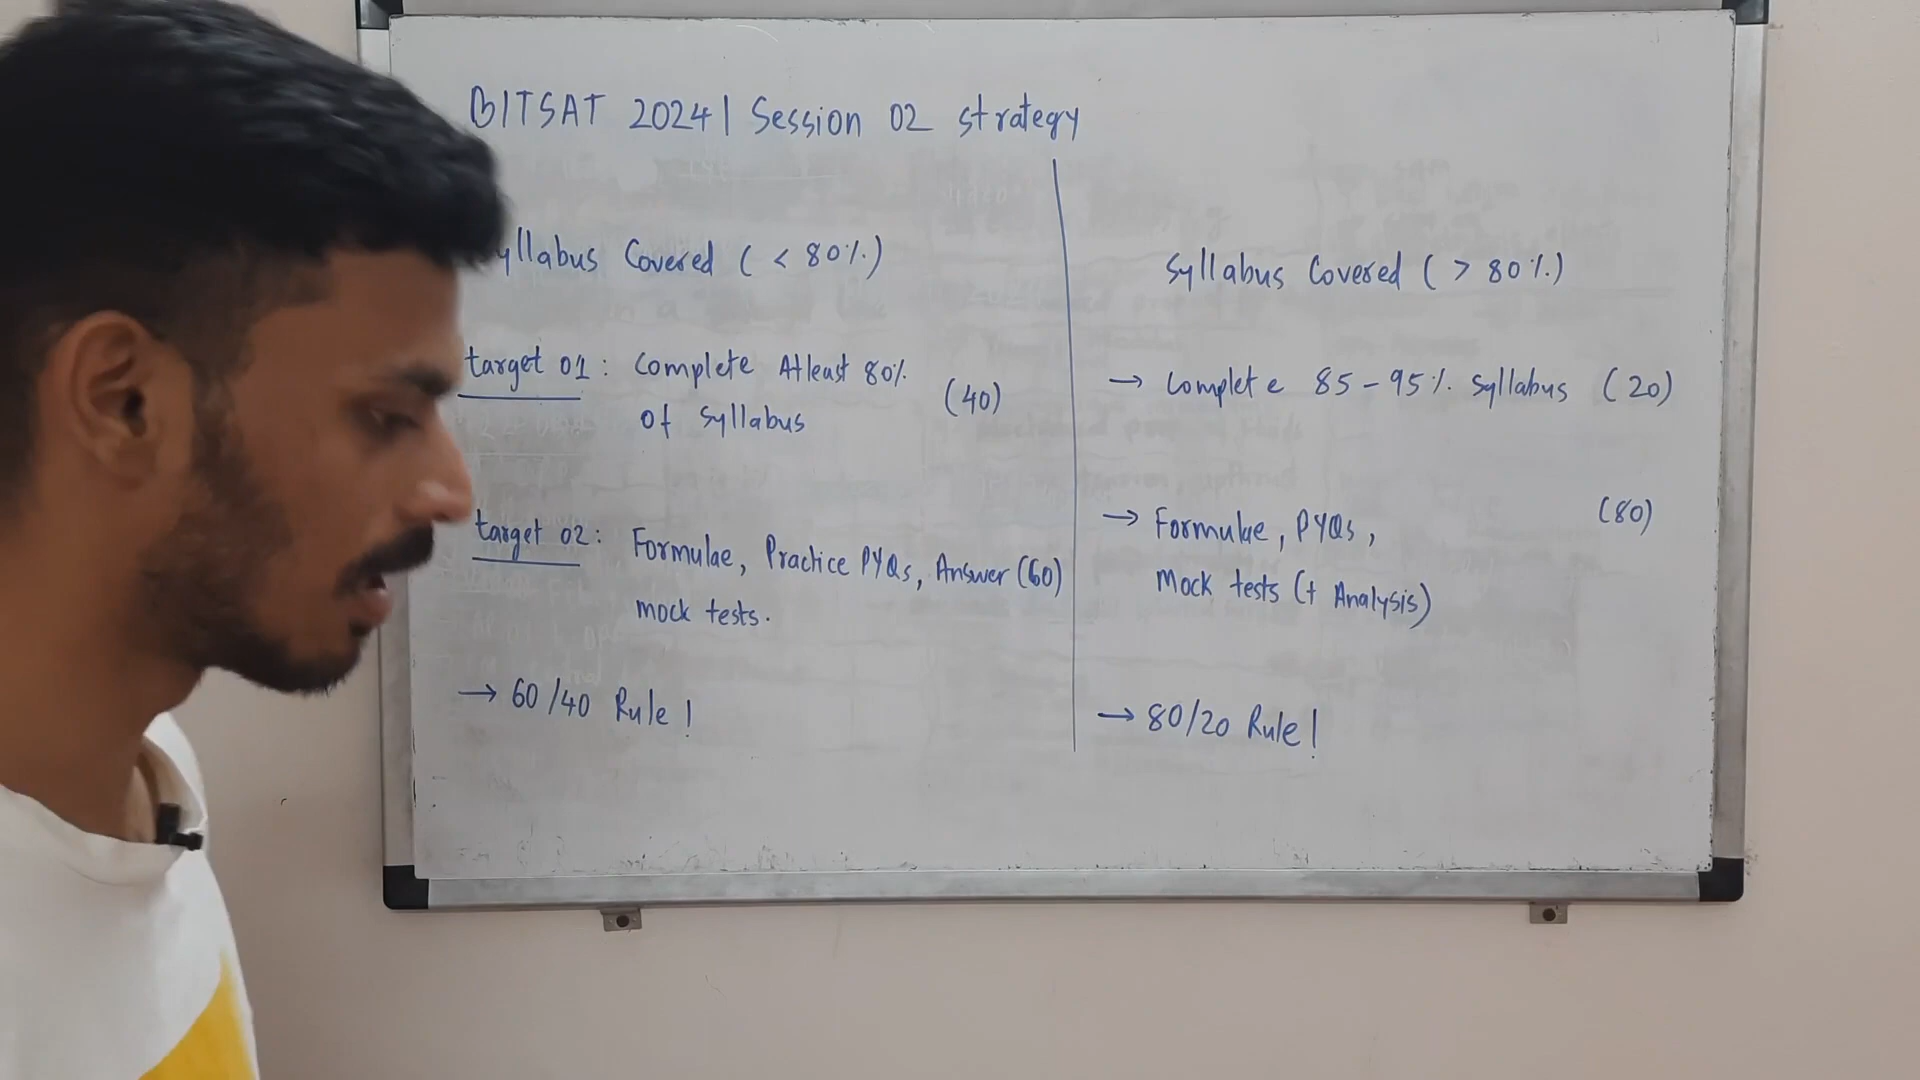 BITSAT 2024 | Session 02 strategy
yllabus Covered ( < 80%)
target 01 : Complete Atleast 80%
of Syllabus
(40)
target 02 : Formulae, Practice PYQs, Answer (60)
mock tests.
→ 60/40 Rule !
Syllabus Covered ( > 80%)
→ Complete 85 - 95% Syllabus (20)
→ Formulae, PYQs, (80)
Mock tests (+ Analysis)
→ 80/20 Rule !